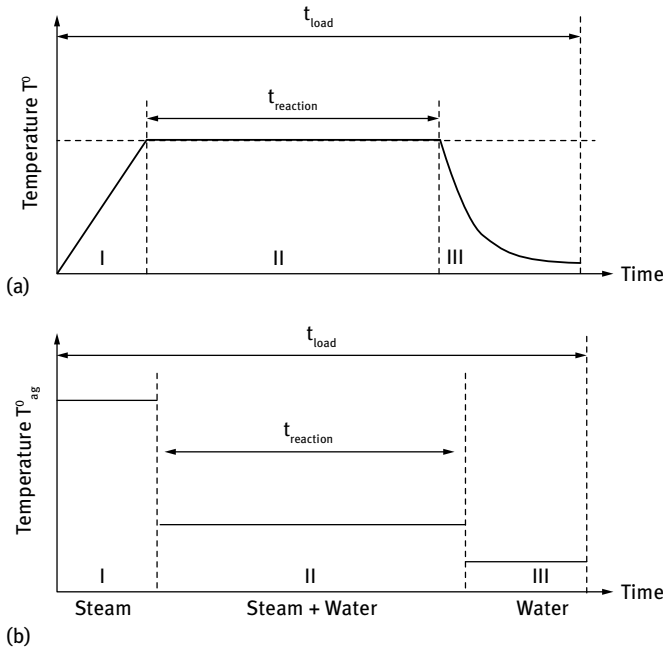 t_load
Temperature T⁰
t_reaction
I
II
III
Time
(a)
t_load
Temperature T⁰_ag
t_reaction
I
II
III
Time
Steam
Steam + Water
Water
(b)